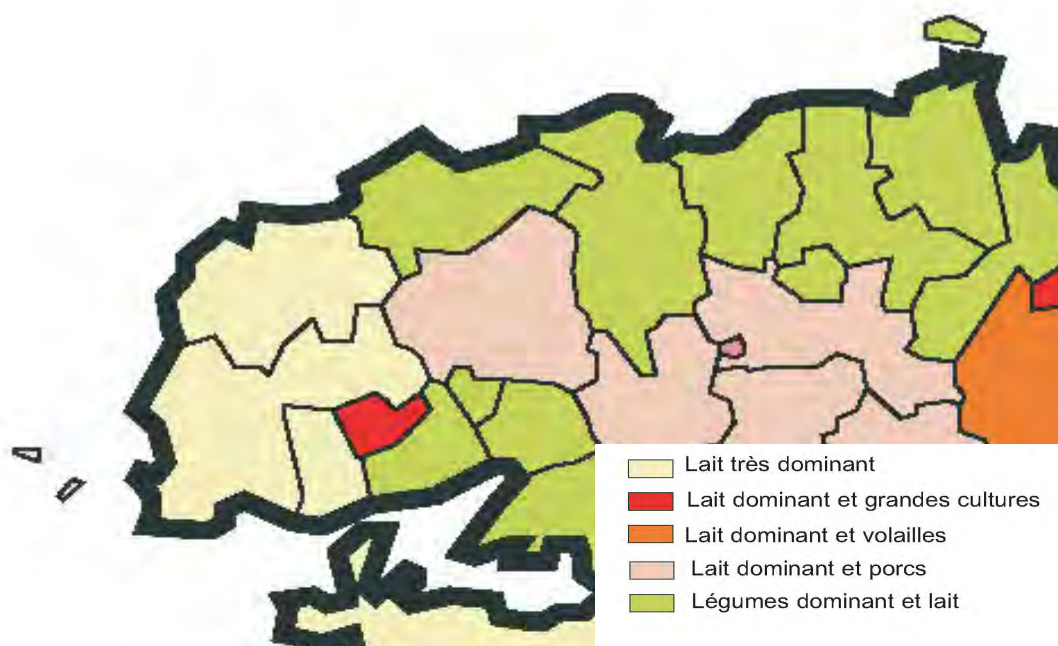 Lait très dominant
Lait dominant et grandes cultures
Lait dominant et volailles
Lait dominant et porcs
Légumes dominant et lait